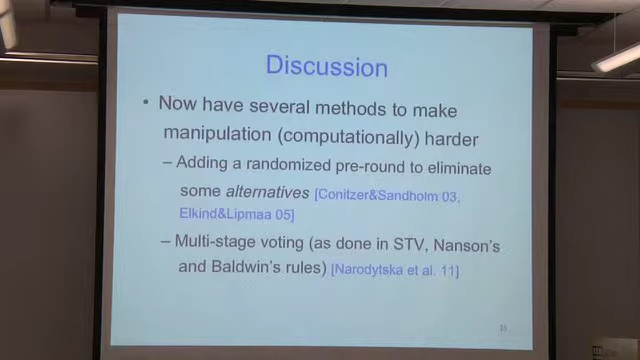 Discussion
• Now have several methods to make
manipulation (computationally) harder
– Adding a randomized pre-round to eliminate
some alternatives [Conitzer&Sandholm 03,
Elkind&Lipmaa 05]
– Multi-stage voting (as done in STV, Nanson's
and Baldwin's rules) [Narodytska et al. 11]